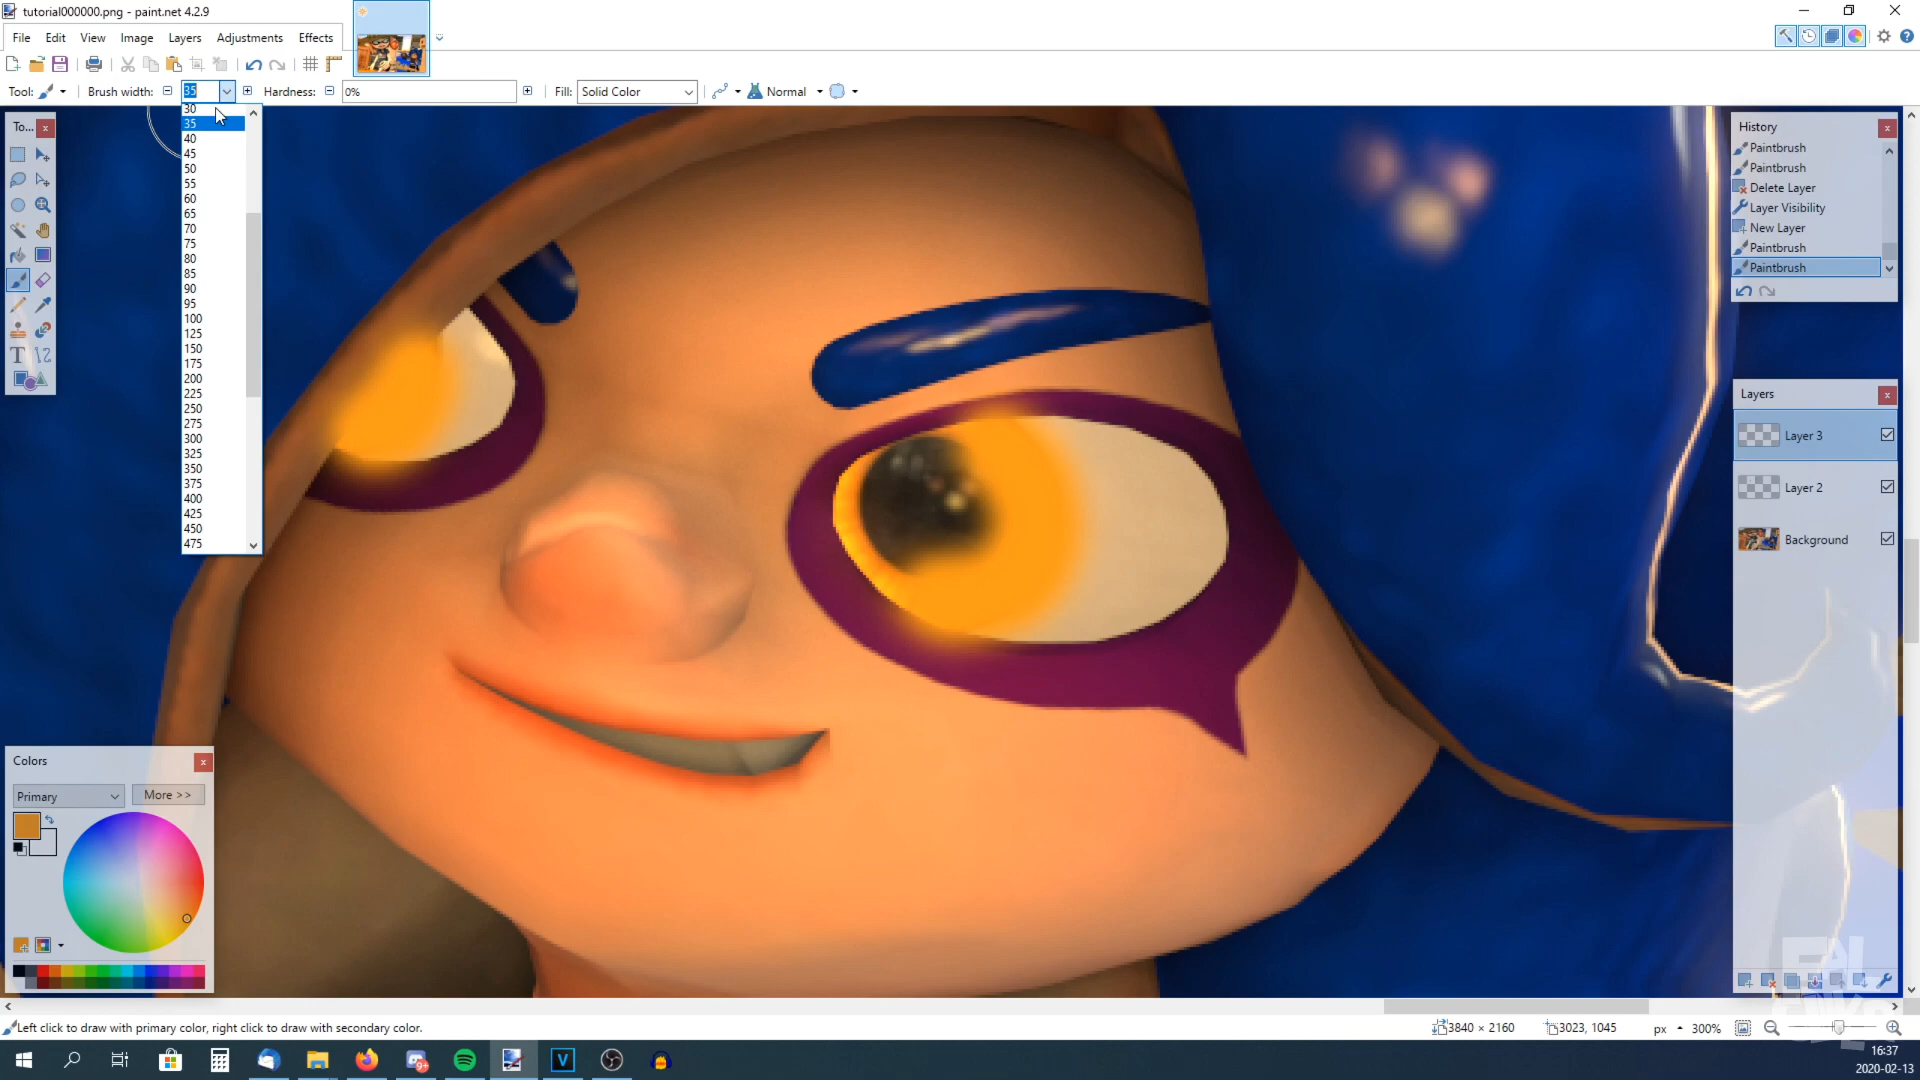 tutorial000000.png - paint.net 4.2.9
File Edit View Image Layers Adjustments Effects
Tool: Brush width: 35 Hardness: 0% Fill: Solid Color Normal
30
35
40
45
50
55
60
65
70
75
80
85
90
95
100
125
150
175
200
225
250
275
300
325
350
375
400
425
450
475
To...
T
History
Paintbrush
Paintbrush
Delete Layer
Layer Visibility
New Layer
Paintbrush
Paintbrush
Layers
Layer 3
Layer 2
Background
Colors
Primary More >>
Left click to draw with primary color, right click to draw with secondary color.
3840 × 2160 3023, 1045 px 300%
9+
V
16:37
2020-02-13